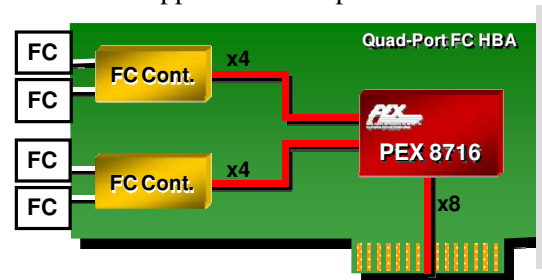 Quad-Port FC HBA
FC
FC Cont.
x4
FC
PEX
PEX 8716
FC
FC Cont.
x4
FC
x8